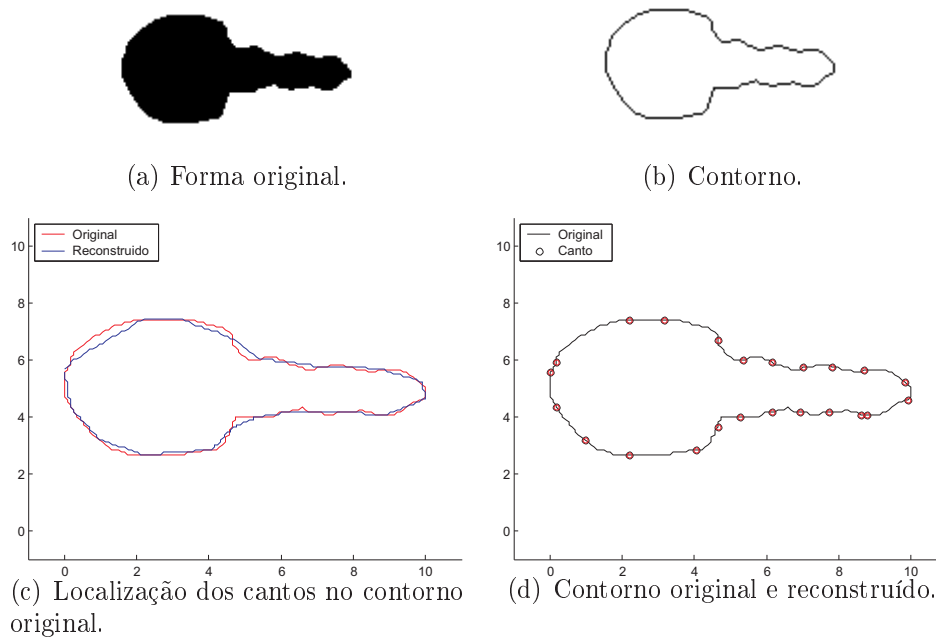 (a) Forma original.
(b) Contorno.
Original
Reconstruido
10
8
6
4
2
0
0 2 4 6 8 10
Original
Canto
10
8
6
4
2
0
0 2 4 6 8 10
(c) Localização dos cantos no contorno
original.
(d) Contorno original e reconstruído.